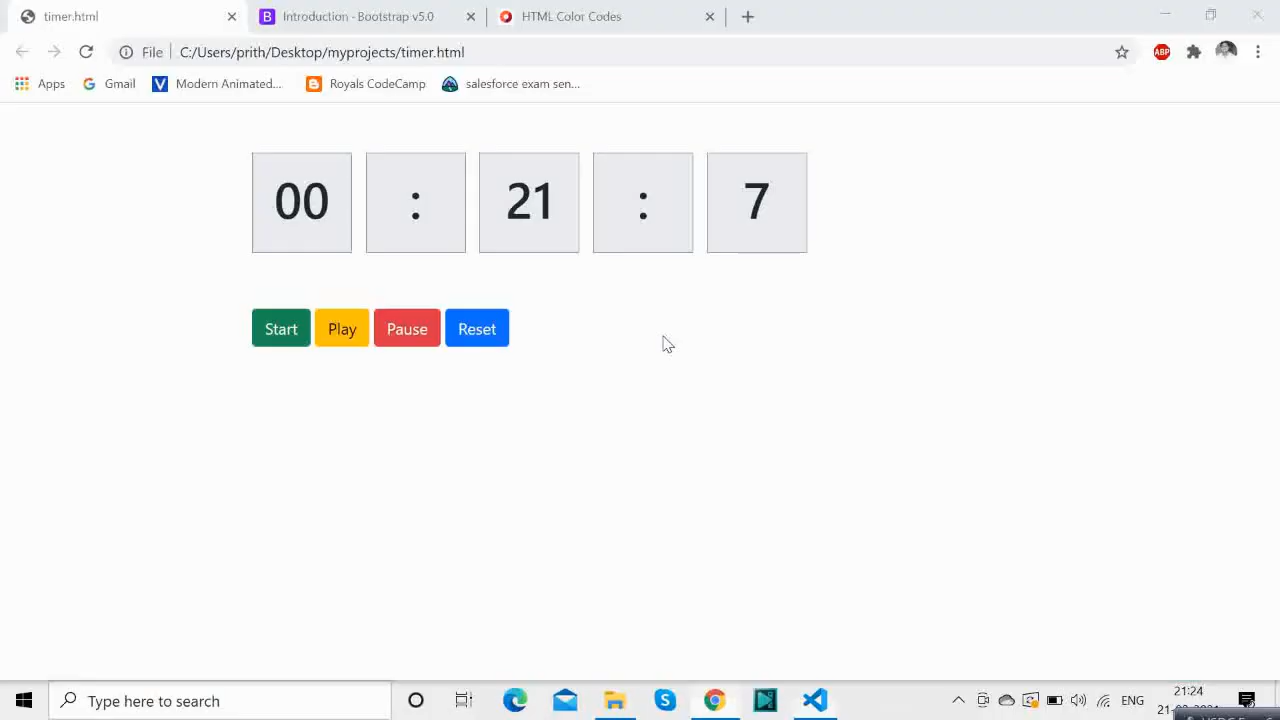 timer.html
Introduction - Bootstrap v5.0
HTML Color Codes
File
C:/Users/prith/Desktop/myprojects/timer.html
ABP
Apps
Gmail
Modern Animated...
Royals CodeCamp
salesforce exam sen...
00 : 21 : 7
Start Play Pause Reset
Type here to search
ENG
21:24